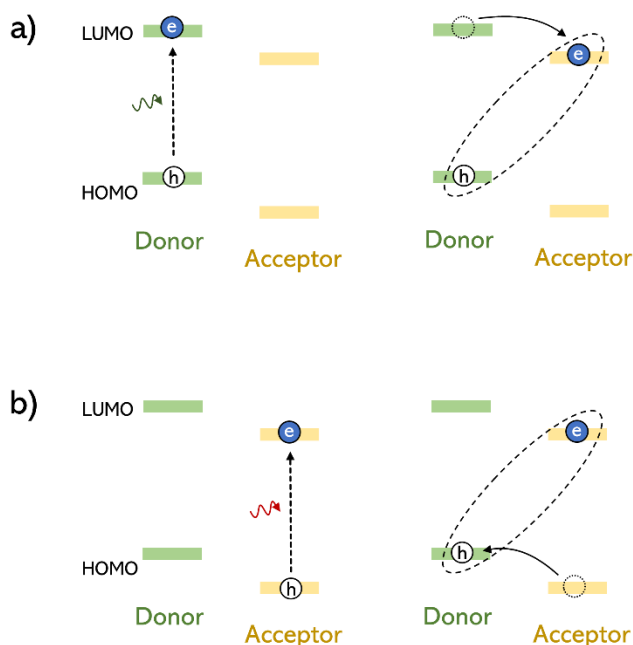 a)
LUMO
e
e
HOMO
h
h
Donor
Acceptor
Donor
Acceptor
b)
LUMO
e
e
HOMO
h
h
Donor
Acceptor
Donor
Acceptor